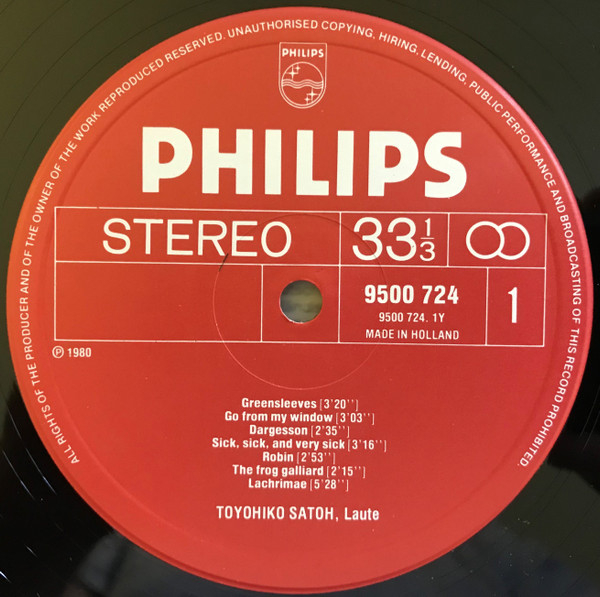 ALL RIGHTS OF THE PRODUCER AND OF THE OWNER OF THE WORK REPRODUCED RESERVED. UNAUTHORISED COPYING, HIRING, LENDING, PUBLIC PERFORMANCE AND BROADCASTING OF THIS RECORD PROHIBITED.
PHILIPS
PHILIPS
STEREO 33 1/3
9500 724 1
9500 724. 1Y
MADE IN HOLLAND
℗ 1980
Greensleeves [3'20'']
Go from my window [3'03'']
Dargesson [2'35'']
Sick, sick, and very sick [3'16'']
Robin [2'53'']
The frog galliard [2'15'']
Lachrimae [5'28'']
TOYOHIKO SATOH, Laute